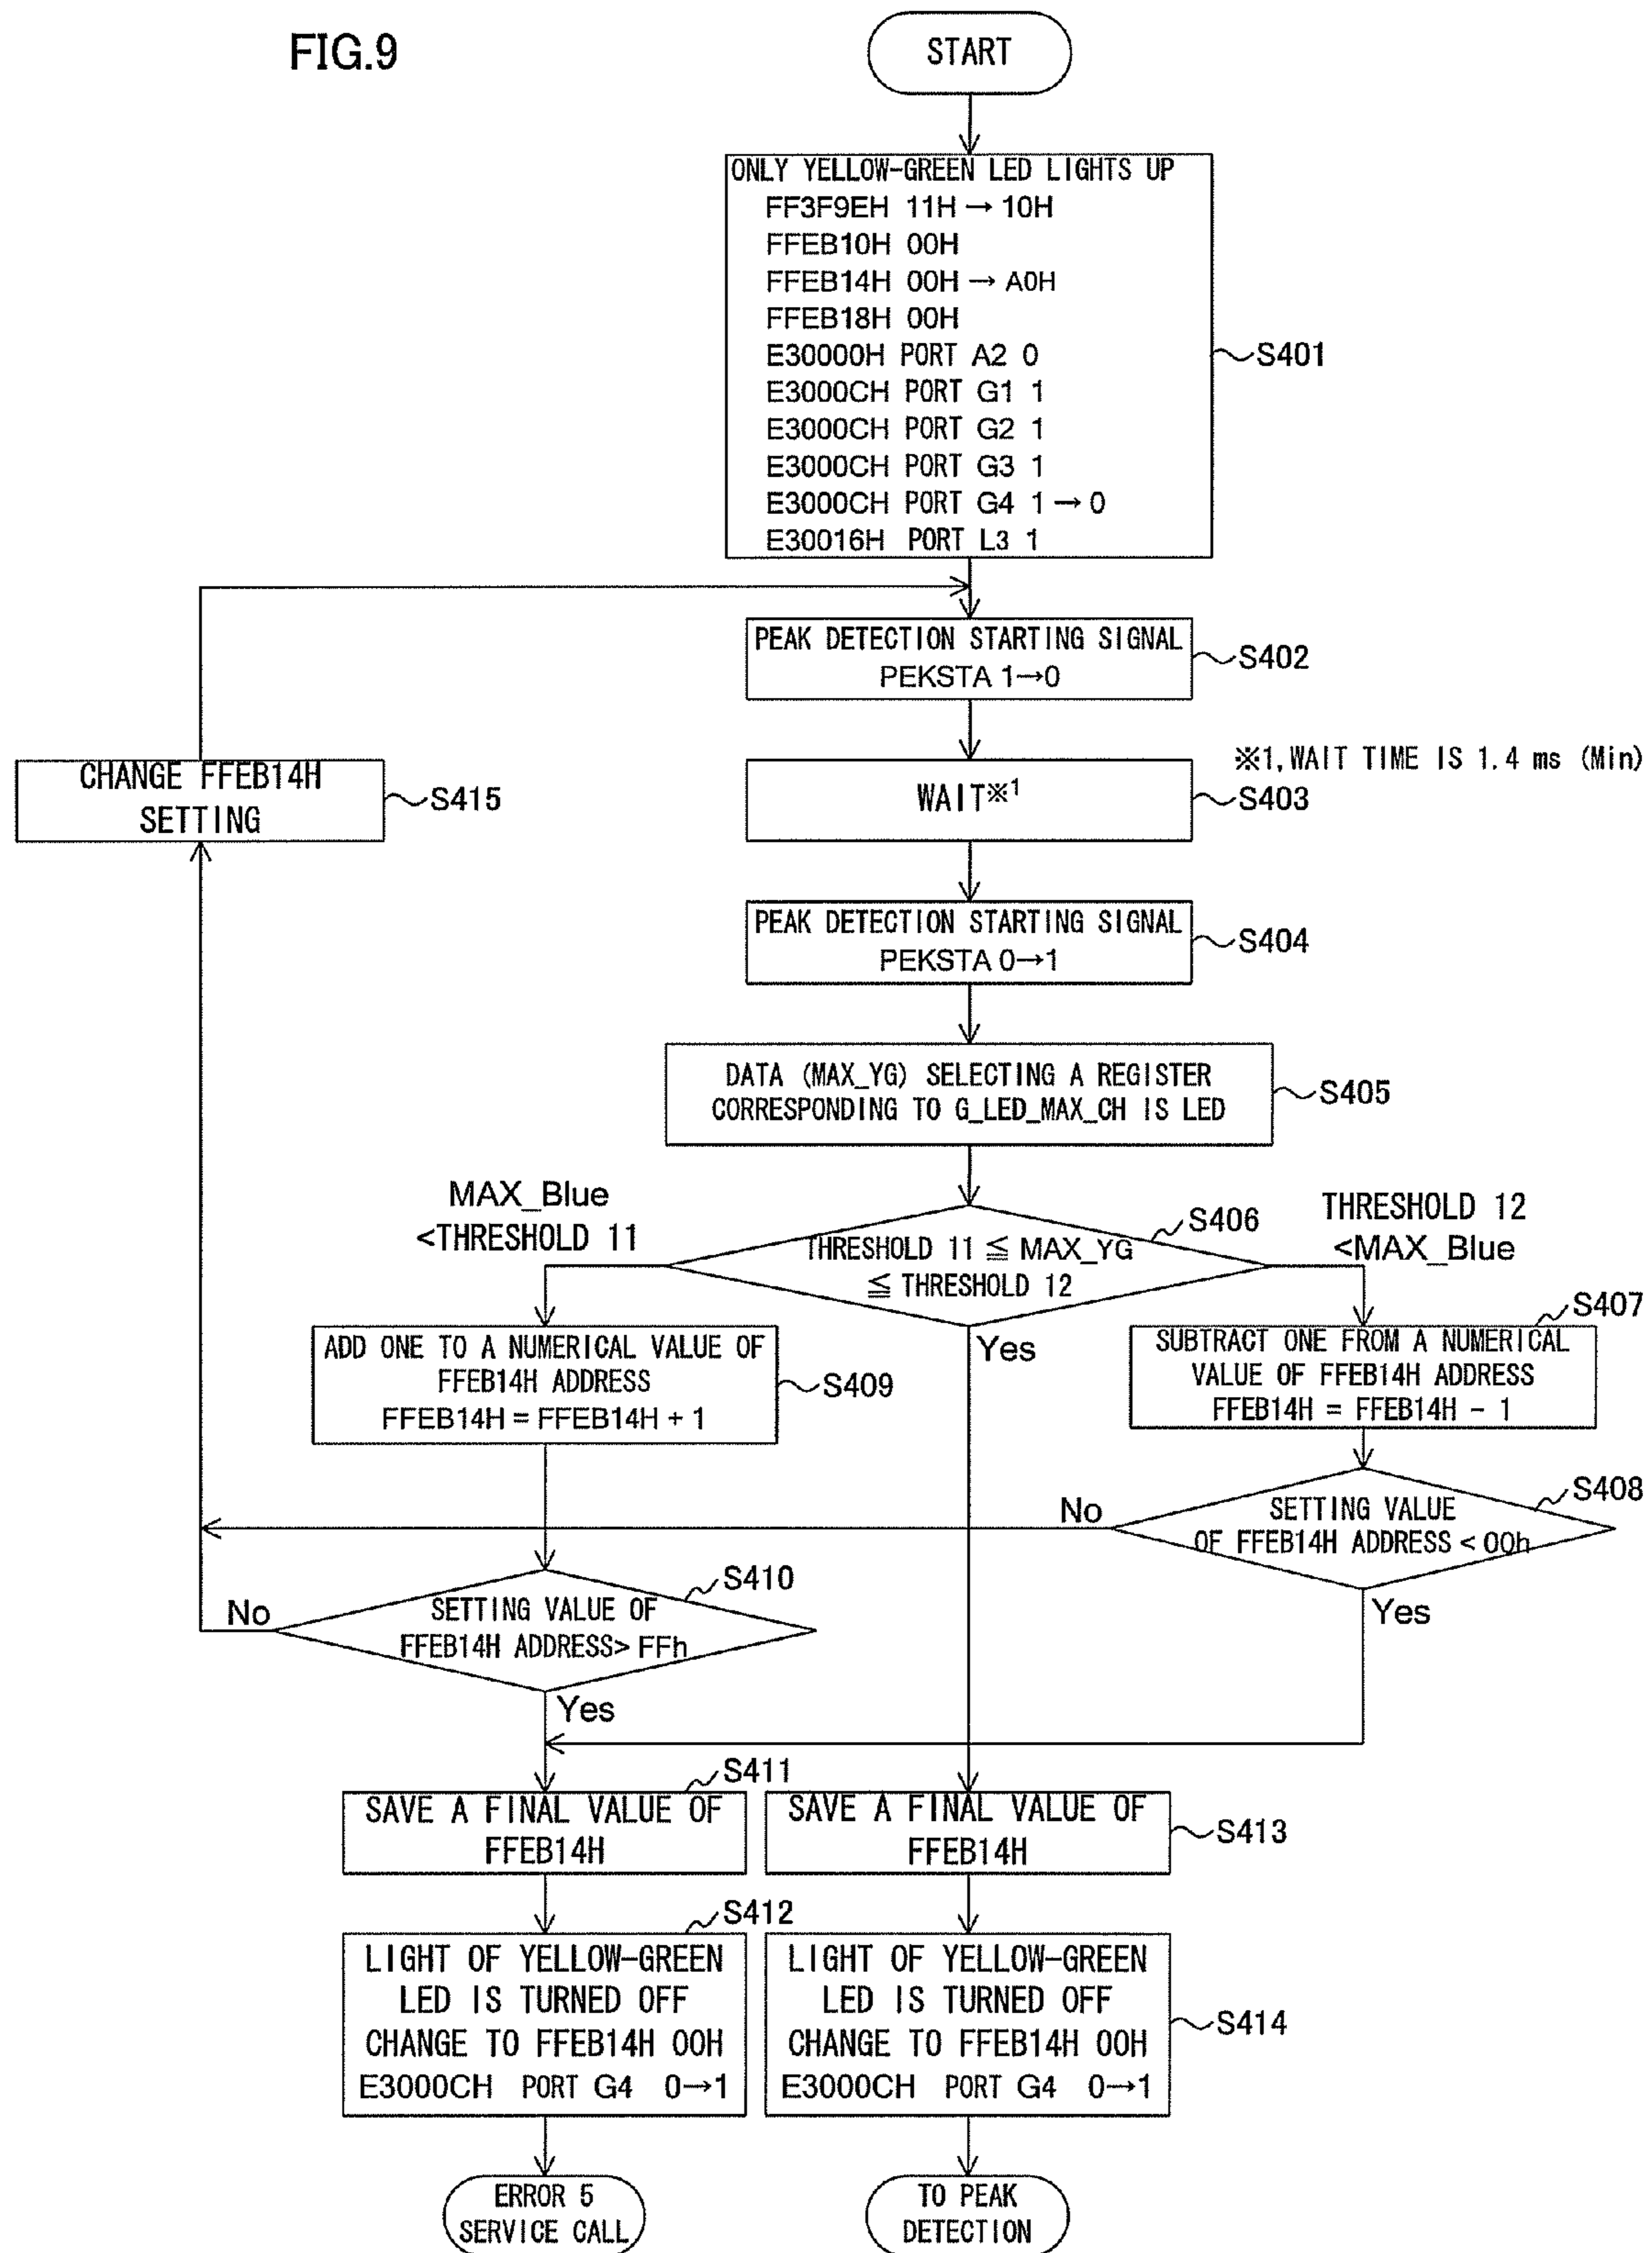 FIG.9
START
ONLY YELLOW-GREEN LED LIGHTS UP
FF3F9EH 11H → 10H
FFEB10H 00H
FFEB14H 00H → A0H
FFEB18H 00H
E30000H PORT A2 0
E3000CH PORT G1 1
E3000CH PORT G2 1
E3000CH PORT G3 1
E3000CH PORT G4 1 → 0
E30016H PORT L3 1
S401
PEAK DETECTION STARTING SIGNAL
PEKSTA 1→0
S402
※1,WAIT TIME IS 1.4 ms (Min)
WAIT※1
S403
CHANGE FFEB14H
SETTING
S415
PEAK DETECTION STARTING SIGNAL
PEKSTA 0→1
S404
DATA (MAX_YG) SELECTING A REGISTER
CORRESPONDING TO G_LED_MAX_CH IS LED
S405
MAX_Blue
<THRESHOLD 11
THRESHOLD 11 ≦ MAX_YG
≦ THRESHOLD 12
S406
THRESHOLD 12
<MAX_Blue
Yes
ADD ONE TO A NUMERICAL VALUE OF
FFEB14H ADDRESS
FFEB14H = FFEB14H + 1
S409
S407
SUBTRACT ONE FROM A NUMERICAL
VALUE OF FFEB14H ADDRESS
FFEB14H = FFEB14H - 1
S408
No
SETTING VALUE
OF FFEB14H ADDRESS < 00h
Yes
S410
No
SETTING VALUE OF
FFEB14H ADDRESS> FFh
Yes
S411
SAVE A FINAL VALUE OF
FFEB14H
SAVE A FINAL VALUE OF
FFEB14H
S413
S412
LIGHT OF YELLOW-GREEN
LED IS TURNED OFF
CHANGE TO FFEB14H 00H
E3000CH PORT G4 0→1
LIGHT OF YELLOW-GREEN
LED IS TURNED OFF
CHANGE TO FFEB14H 00H
E3000CH PORT G4 0→1
S414
ERROR 5
SERVICE CALL
TO PEAK
DETECTION